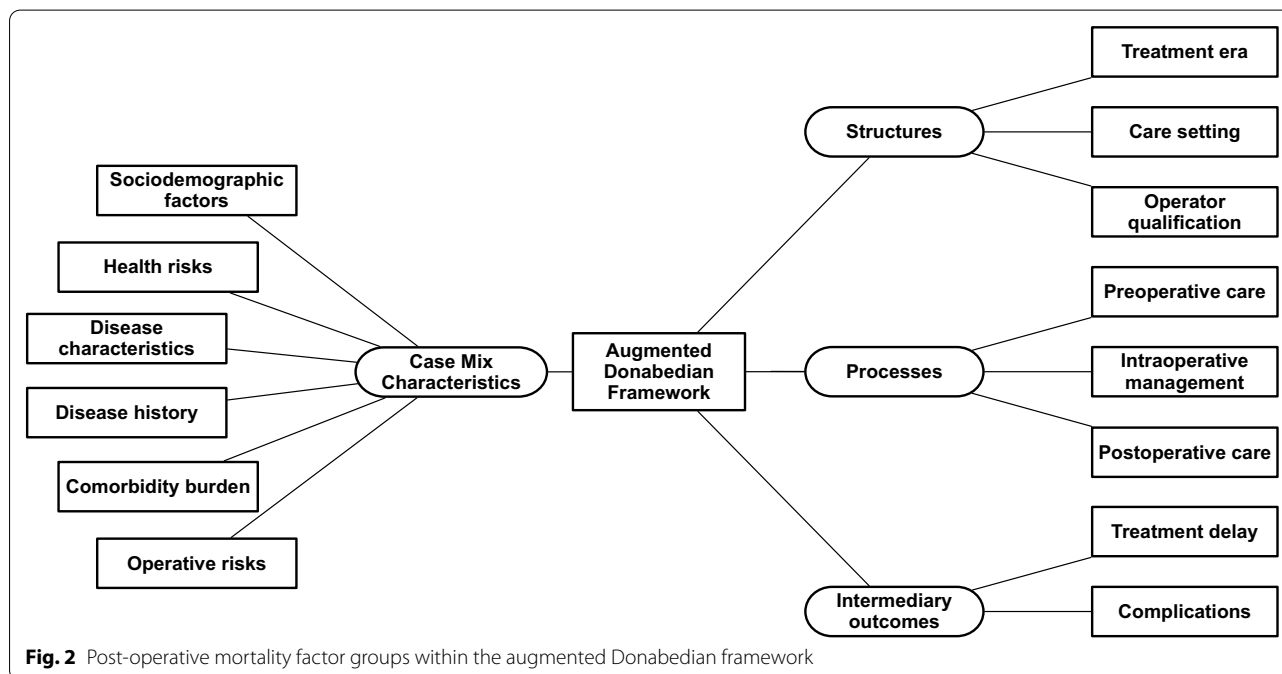 Sociodemographic
factors
Health risks
Disease
characteristics
Disease history
Comorbidity burden
Operative risks
Case Mix
Characteristics
Augmented
Donabedian
Framework
Structures
Treatment era
Care setting
Operator
qualification
Processes
Preoperative care
Intraoperative
management
Postoperative care
Intermediary
outcomes
Treatment delay
Complications
Fig. 2 Post-operative mortality factor groups within the augmented Donabedian framework